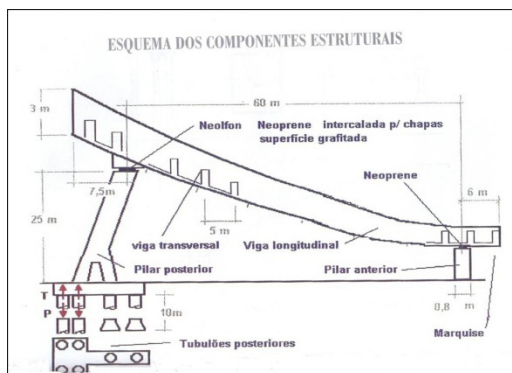 ESQUEMA DOS COMPONENTES ESTRUTURAIS
60 m
3 m
Neolfon Neoprene intercalada p/ chapas
superfície grafitada
Neoprene
6 m
7,5m
5 m
25 m
viga transversal
Viga longitudinal
Pilar posterior
Pilar anterior
T
P
10m
0,8 m
Marquise
Tubulões posteriores